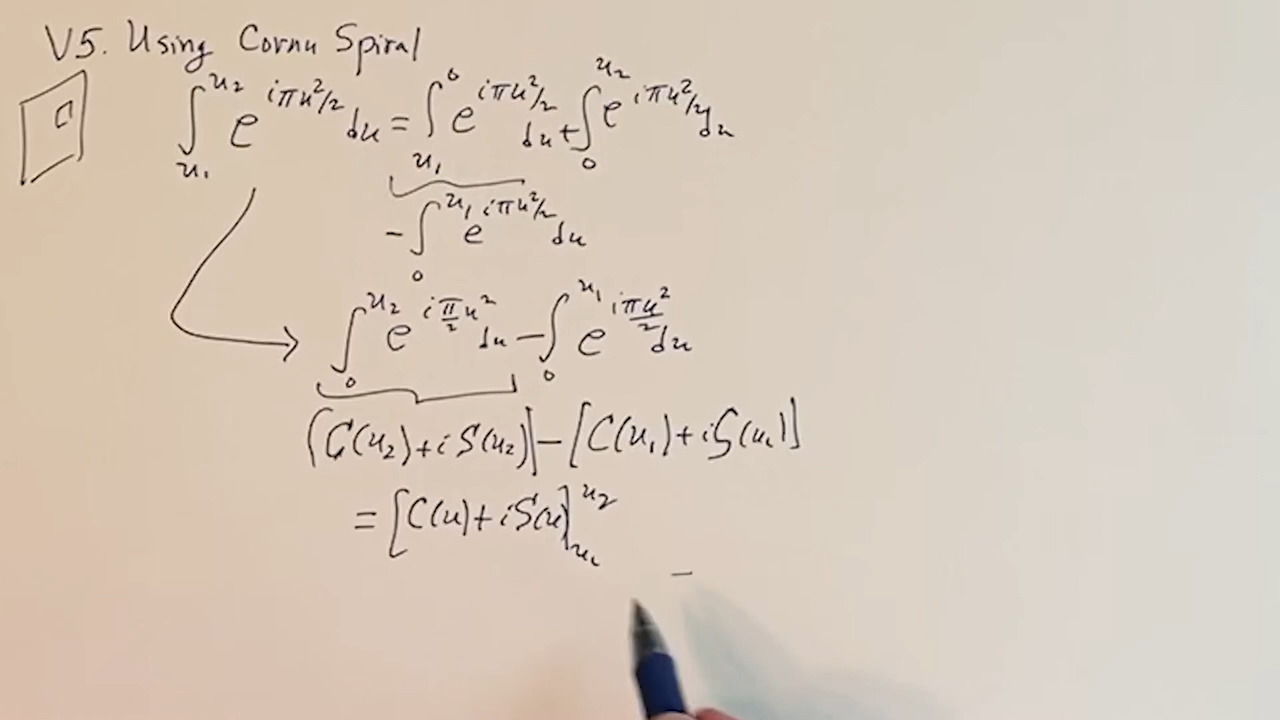 V5. Using Cornu Spiral
∫_{u₁}^{u₂} e^{iπu²/2} du = ∫_{u₁}^{0} e^{iπu²/2} du + ∫_{0}^{u₂} e^{iπu²/2} du
- ∫_{0}^{u₁} e^{iπu²/2} du
∫_{0}^{u₂} e^{i\frac{π}{2}u²} du - ∫_{0}^{u₁} e^{\frac{iπu²}{2}} du
[C(u₂)+iS(u₂)] - [C(u₁)+iS(u₁)]
= [C(u)+iS(u)]_{u₁}^{u₂}